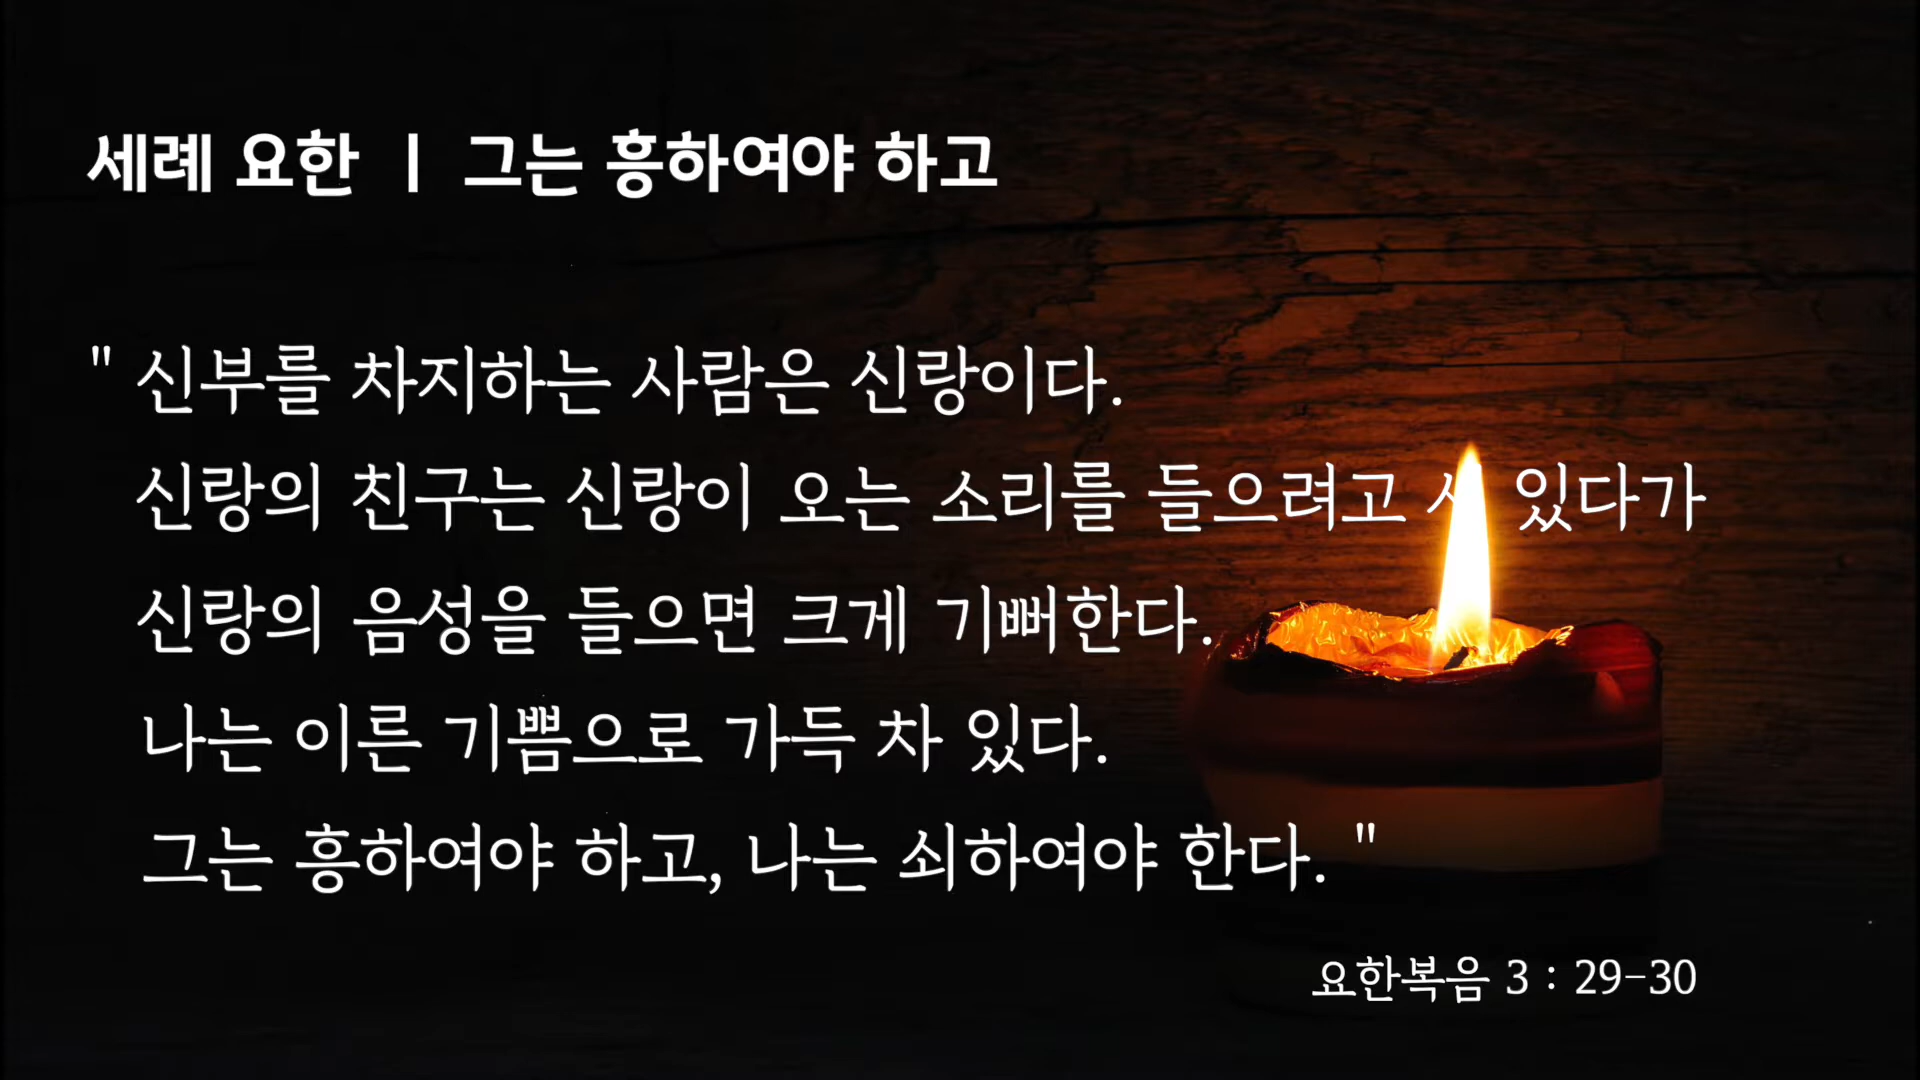 세례 요한 ㅣ 그는 흥하여야 하고
" 신부를 차지하는 사람은 신랑이다.
신랑의 친구는 신랑이 오는 소리를 들으려고 있다가
신랑의 음성을 들으면 크게 기뻐한다.
나는 이른 기쁨으로 가득 차 있다.
그는 흥하여야 하고, 나는 쇠하여야 한다. "
요한복음 3 : 29-30